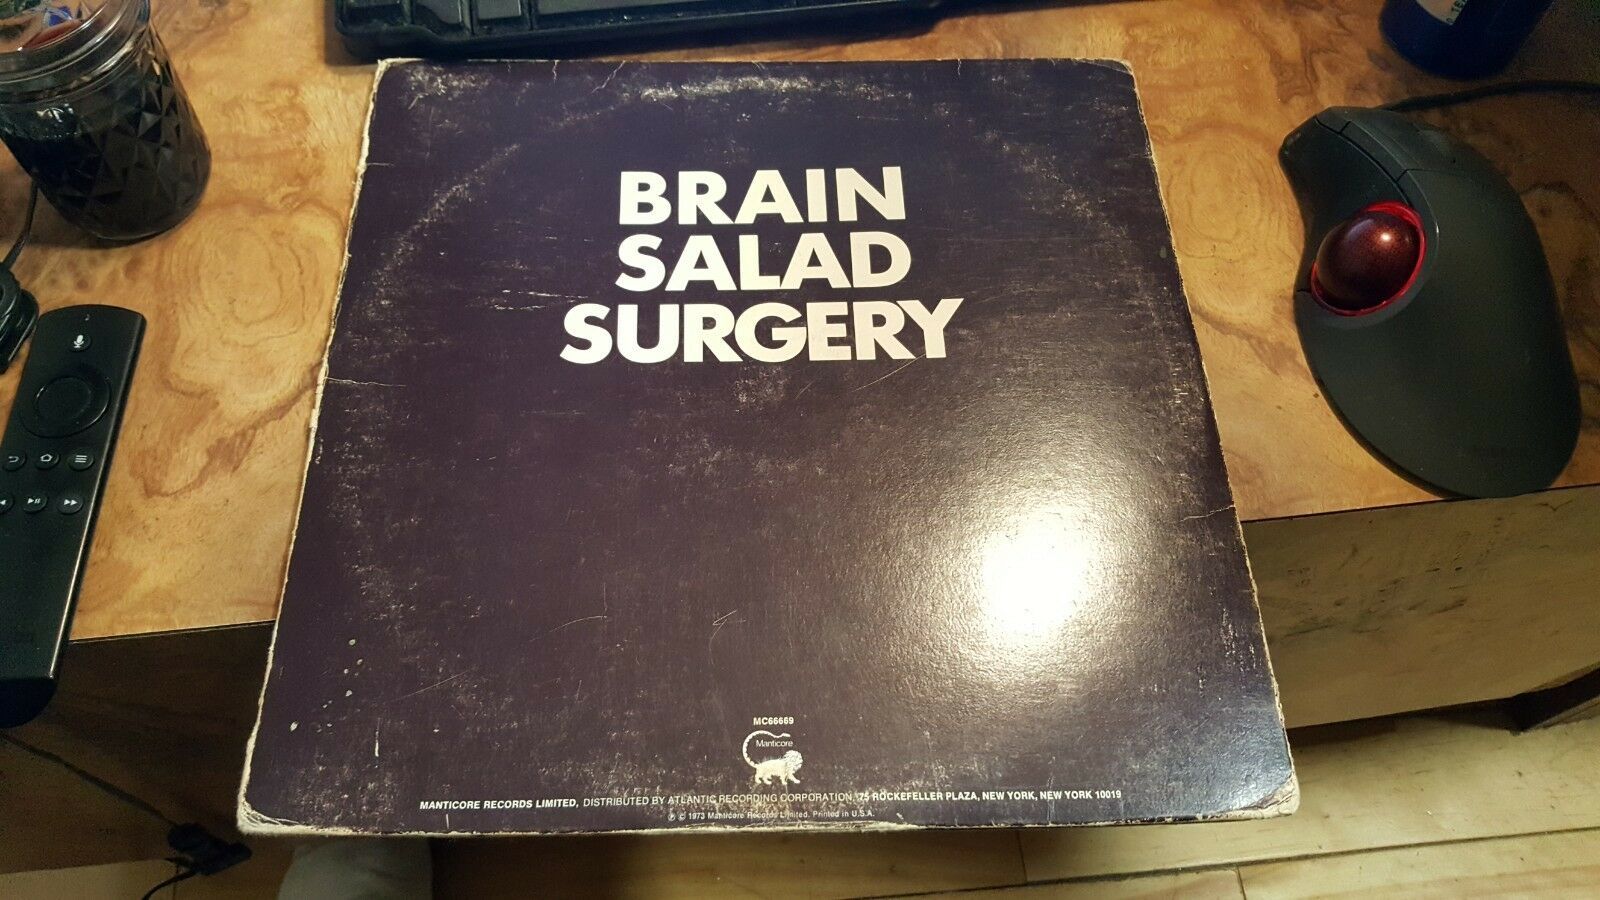 BRAIN
SALAD
SURGERY
MC66669
Manticore
MANTICORE RECORDS LIMITED, DISTRIBUTED BY ATLANTIC RECORDING CORPORATION, 75 ROCKEFELLER PLAZA, NEW YORK, NEW YORK 10019
℗ © 1973 Manticore Records Limited. Printed in U.S.A.